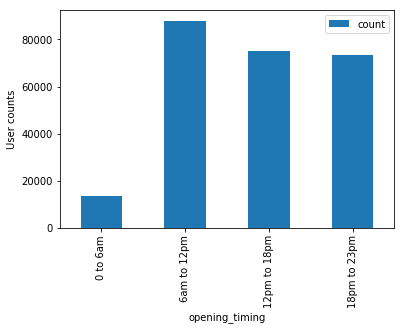 count
80000
60000
40000
20000
0
User counts
0 to 6am
6am to 12pm
12pm to 18pm
18pm to 23pm
opening_timing